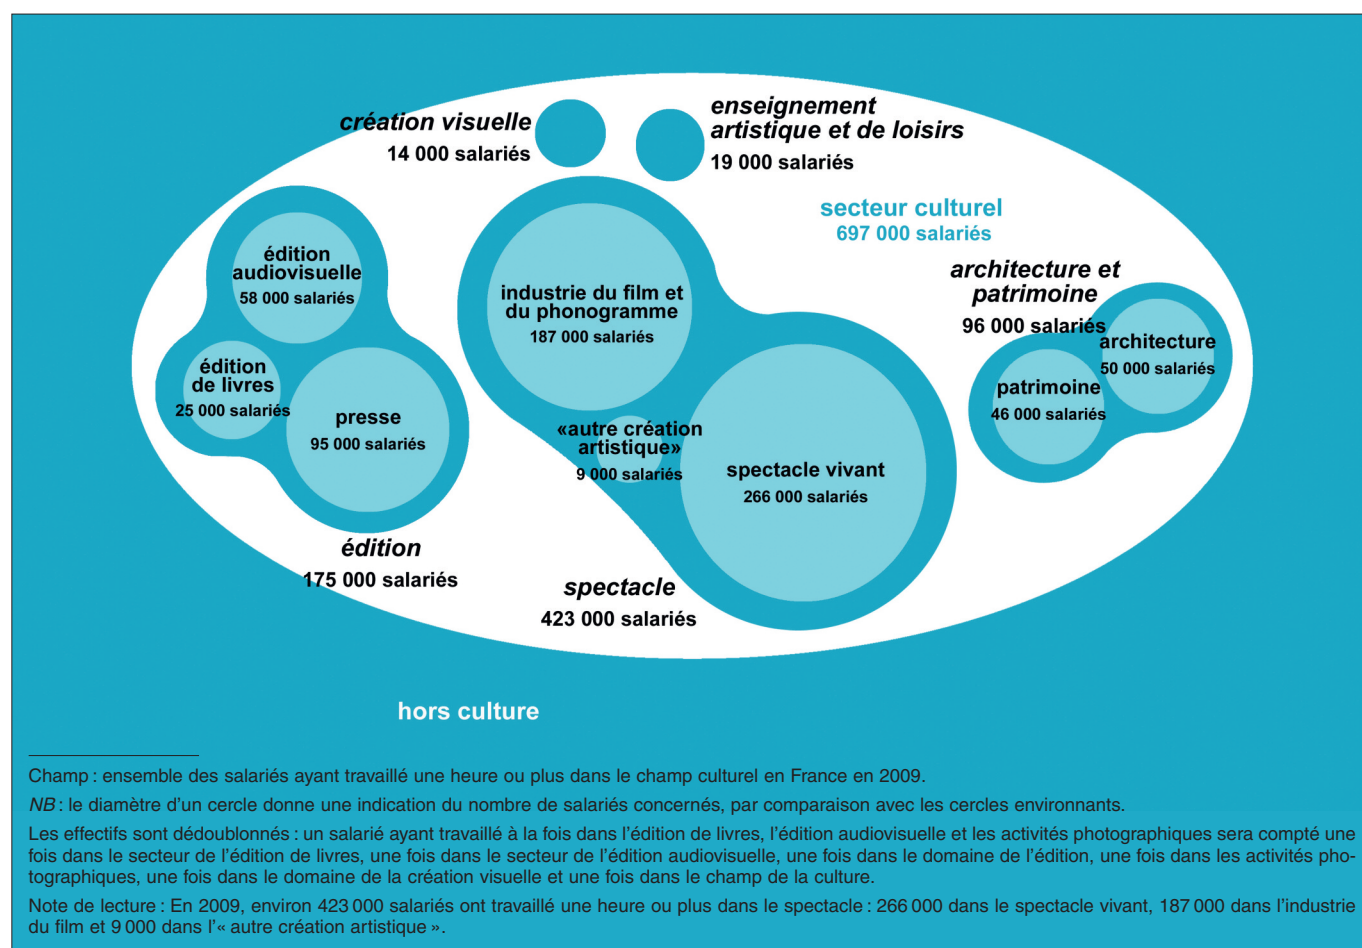 création visuelle
14 000 salariés
enseignement
artistique et de loisirs
19 000 salariés
secteur culturel
697 000 salariés
édition
audiovisuelle
58 000 salariés
édition
de livres
25 000 salariés
presse
95 000 salariés
édition
175 000 salariés
industrie du film et
du phonogramme
187 000 salariés
«autre création
artistique»
9 000 salariés
spectacle vivant
266 000 salariés
spectacle
423 000 salariés
architecture et
patrimoine
96 000 salariés
architecture
50 000 salariés
patrimoine
46 000 salariés
hors culture
Champ : ensemble des salariés ayant travaillé une heure ou plus dans le champ culturel en France en 2009.
NB : le diamètre d’un cercle donne une indication du nombre de salariés concernés, par comparaison avec les cercles environnants.
Les effectifs sont dédoublonnés : un salarié ayant travaillé à la fois dans l’édition de livres, l’édition audiovisuelle et les activités photographiques sera compté une
fois dans le secteur de l’édition de livres, une fois dans le secteur de l’édition audiovisuelle, une fois dans le domaine de l’édition, une fois dans les activités pho-
tographiques, une fois dans le domaine de la création visuelle et une fois dans le champ de la culture.
Note de lecture : En 2009, environ 423 000 salariés ont travaillé une heure ou plus dans le spectacle : 266 000 dans le spectacle vivant, 187 000 dans l’industrie
du film et 9 000 dans l’« autre création artistique ».